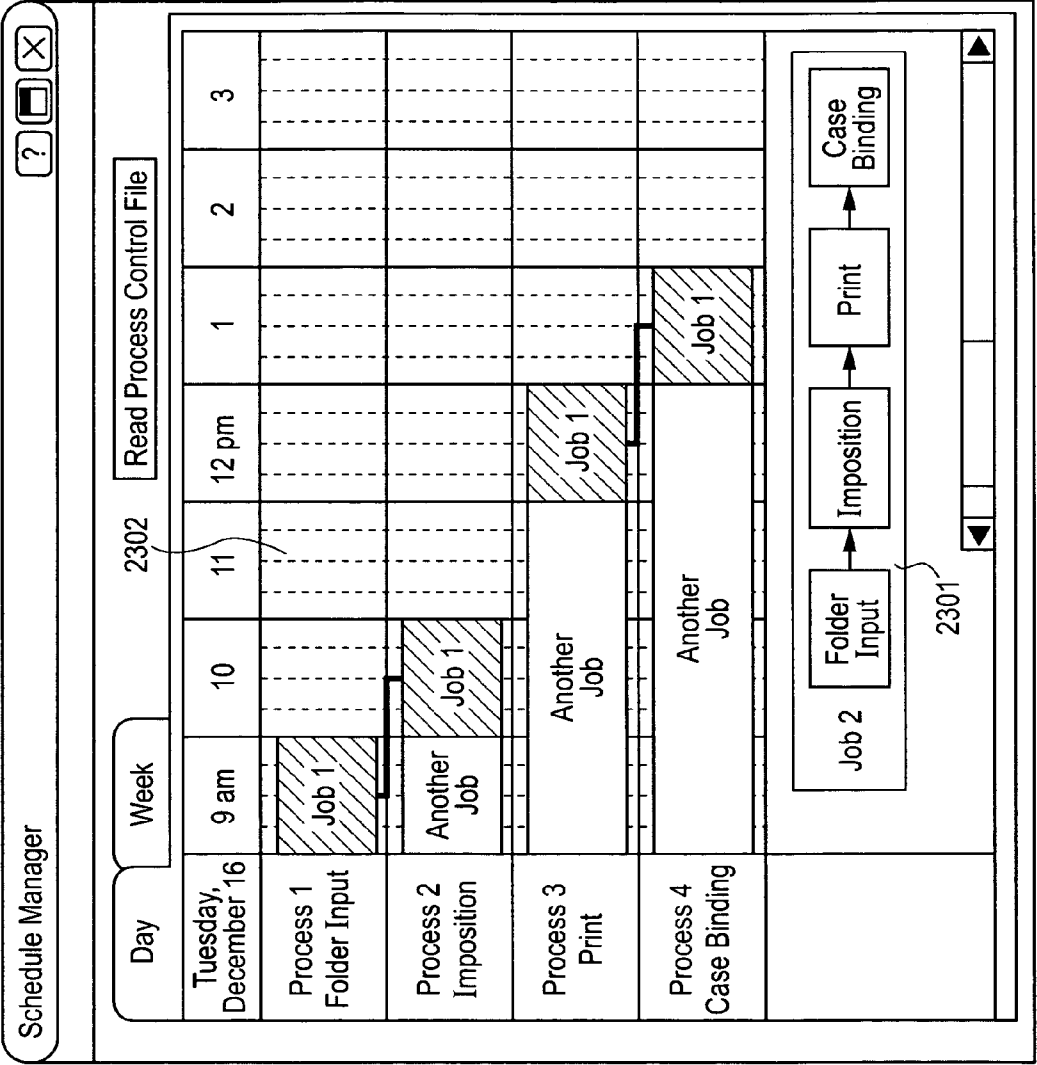 Schedule Manager
?
X
Day
Week
2302
Read Process Control File
Tuesday,
December 16
9 am
10
11
12 pm
1
2
3
Process 1
Folder Input
Job 1
Process 2
Imposition
Another
Job
Job 1
Process 3
Print
Another
Job
Job 1
Process 4
Case Binding
Another
Job
Job 1
Job 2
Folder
Input
Imposition
Print
Case
Binding
2301